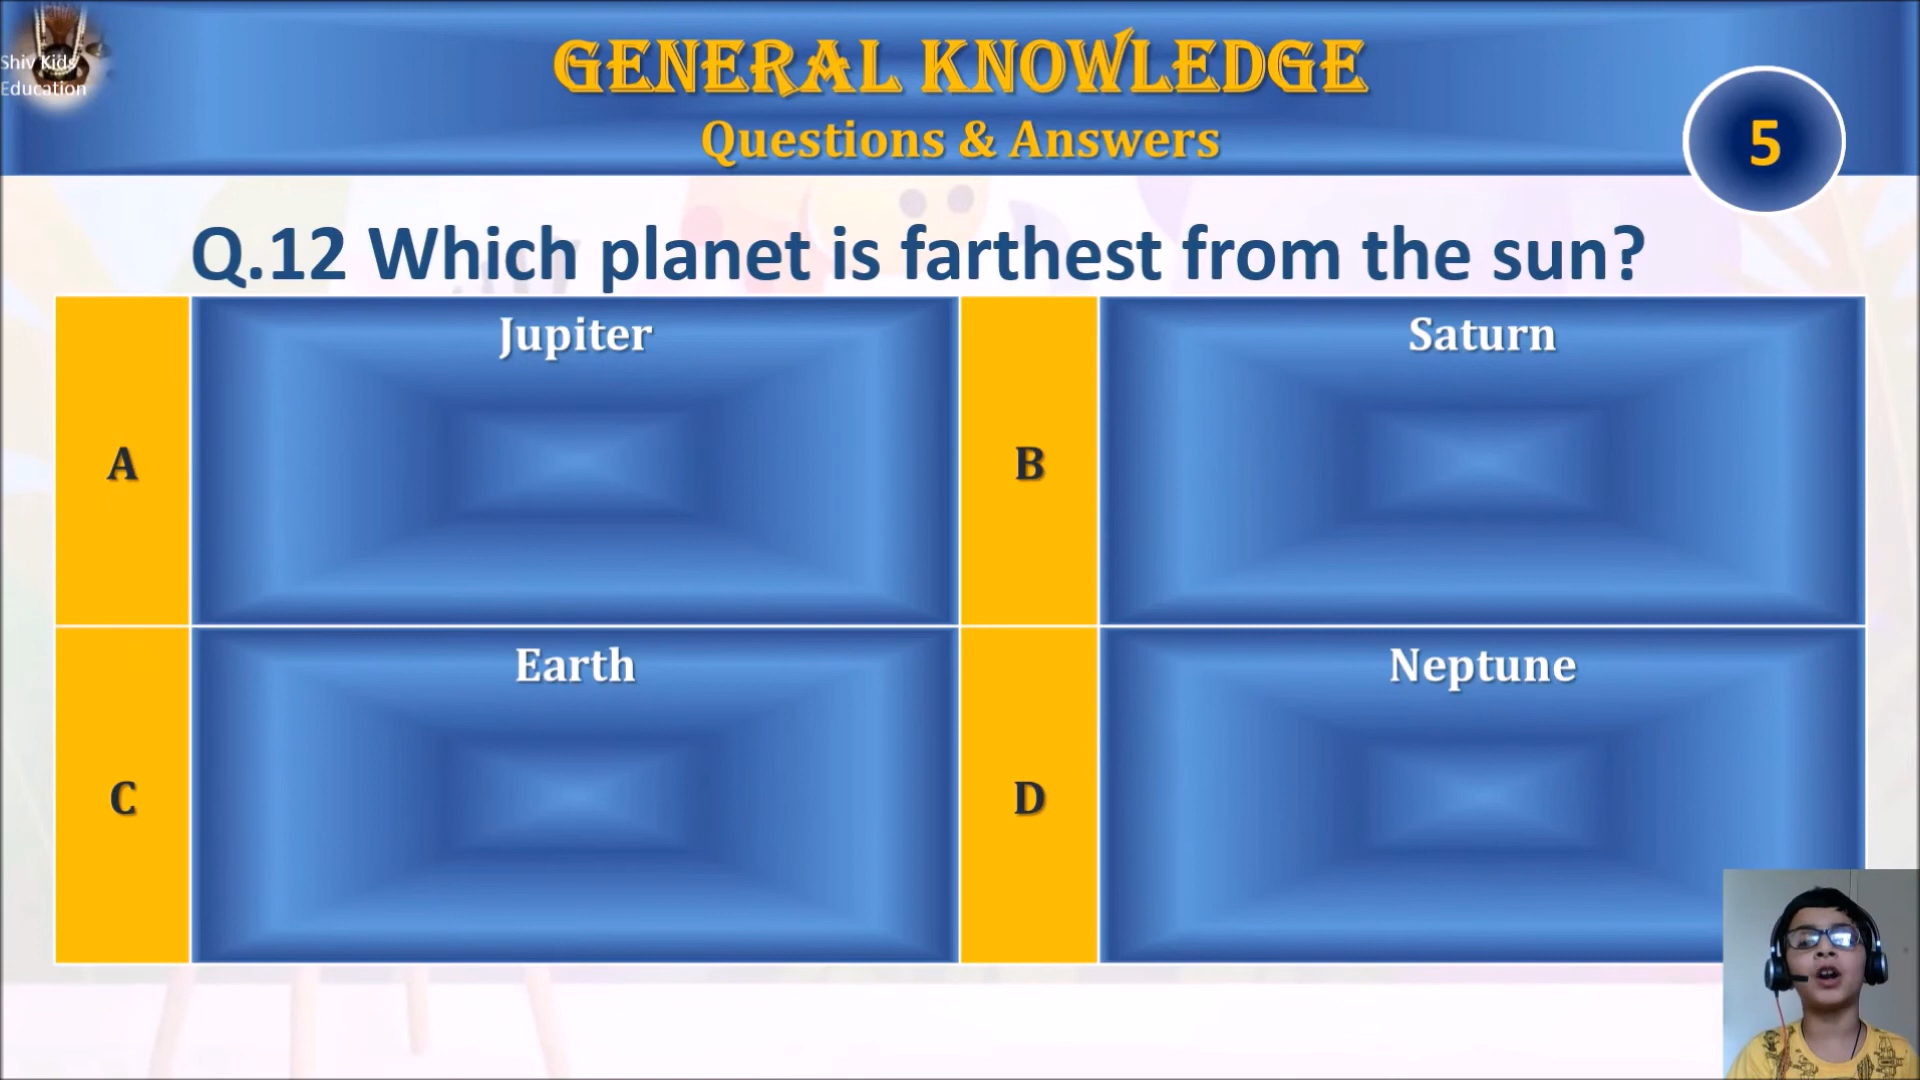 Shiv Kids
Education
GENERAL KNOWLEDGE
Questions & Answers
5
Q.12 Which planet is farthest from the sun?
A
Jupiter
B
Saturn
C
Earth
D
Neptune